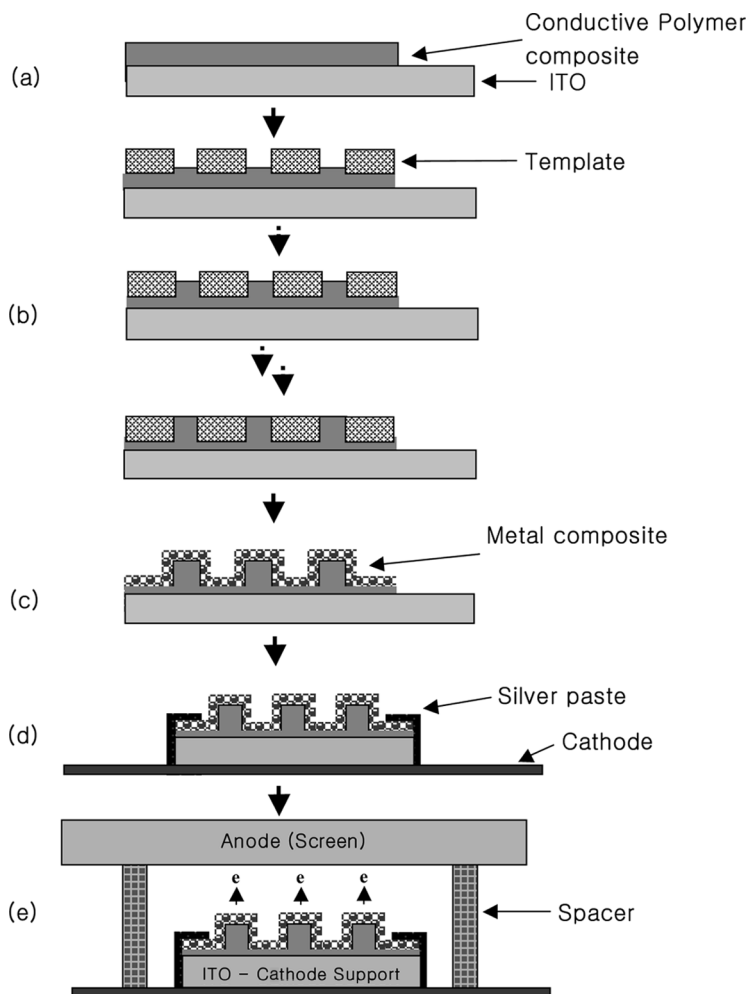 Conductive Polymer
composite
(a)
ITO
Template
(b)
Metal composite
(c)
Silver paste
(d)
Cathode
Anode (Screen)
e e e
(e)
Spacer
ITO - Cathode Support